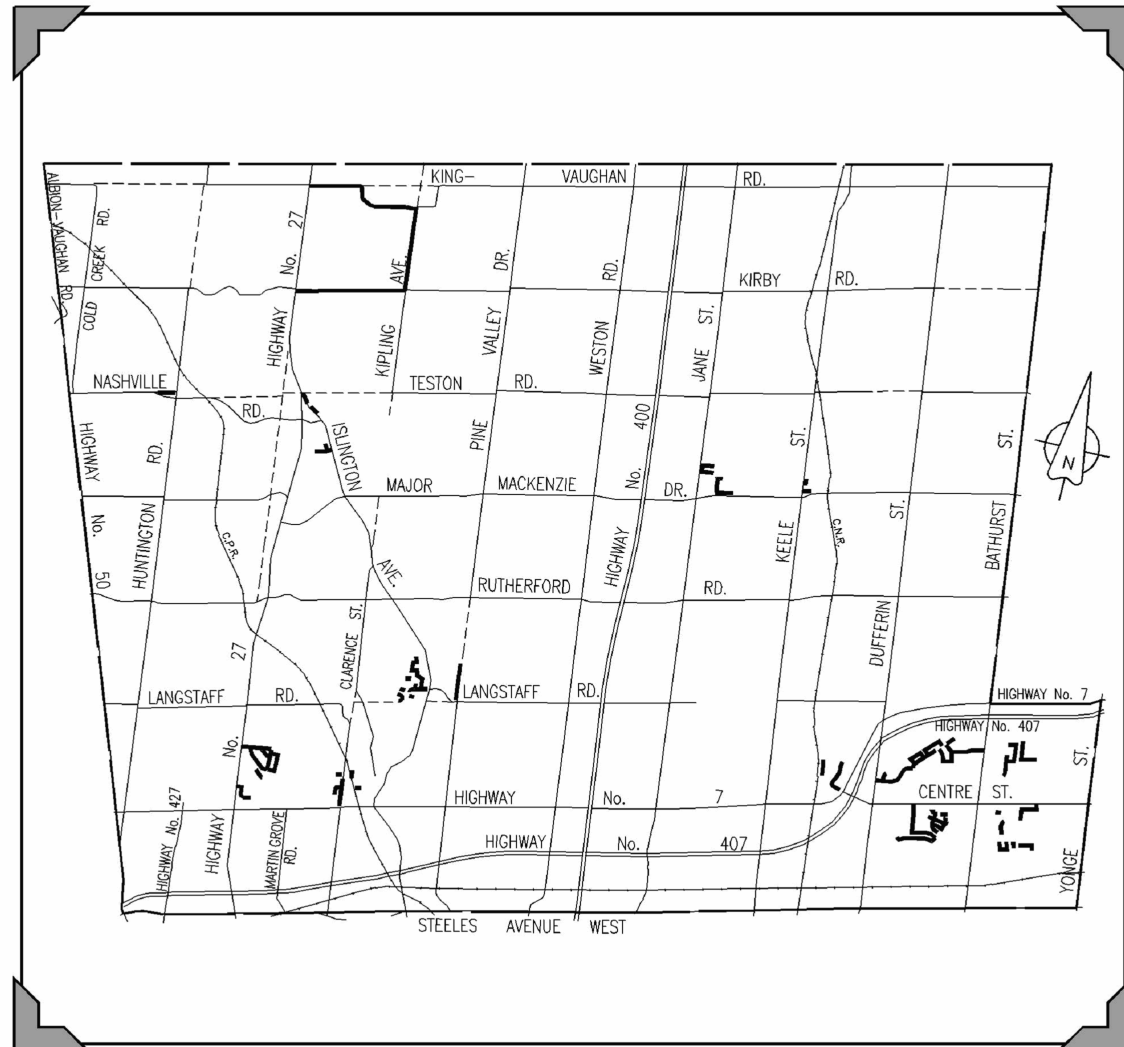 KING- VAUGHAN RD.
ALBION-VAUGHAN RD.
COLD CREEK RD.
HIGHWAY No. 27
KIPLING AVE.
PINE VALLEY DR.
WESTON RD.
JANE ST.
KIRBY RD.
NASHVILLE RD.
TESTON RD.
HIGHWAY No. 50
HUNTINGTON RD.
ISLINGTON AVE.
HIGHWAY No. 400
KEELE ST.
DUFFERIN ST.
BATHURST ST.
N
MAJOR MACKENZIE DR.
C.P.R.
C.N.R.
RUTHERFORD RD.
CLARENCE ST.
LANGSTAFF RD.
LANGSTAFF RD.
HIGHWAY No. 7
HIGHWAY No. 407
HIGHWAY No. 27
HIGHWAY No. 427
MARTIN GROVE RD.
HIGHWAY No. 7
CENTRE ST.
HIGHWAY No. 407
YONGE ST.
STEELES AVENUE WEST